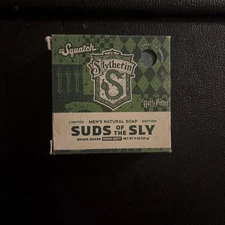 Squatch
Slytherin
S
Harry Potter
LIMITED MEN'S NATURAL SOAP EDITION
SUDS OF THE SLY